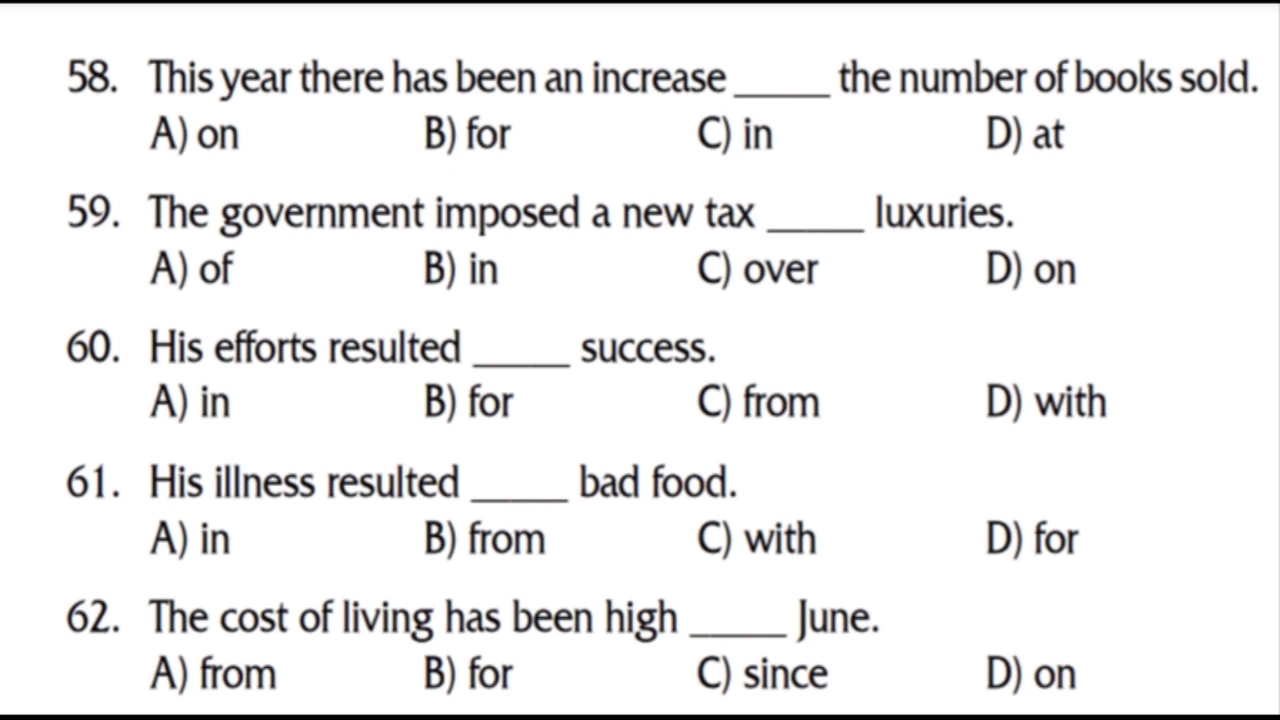 58. This year there has been an increase _____ the number of books sold.
A) on B) for C) in D) at
59. The government imposed a new tax _____ luxuries.
A) of B) in C) over D) on
60. His efforts resulted _____ success.
A) in B) for C) from D) with
61. His illness resulted _____ bad food.
A) in B) from C) with D) for
62. The cost of living has been high _____ June.
A) from B) for C) since D) on